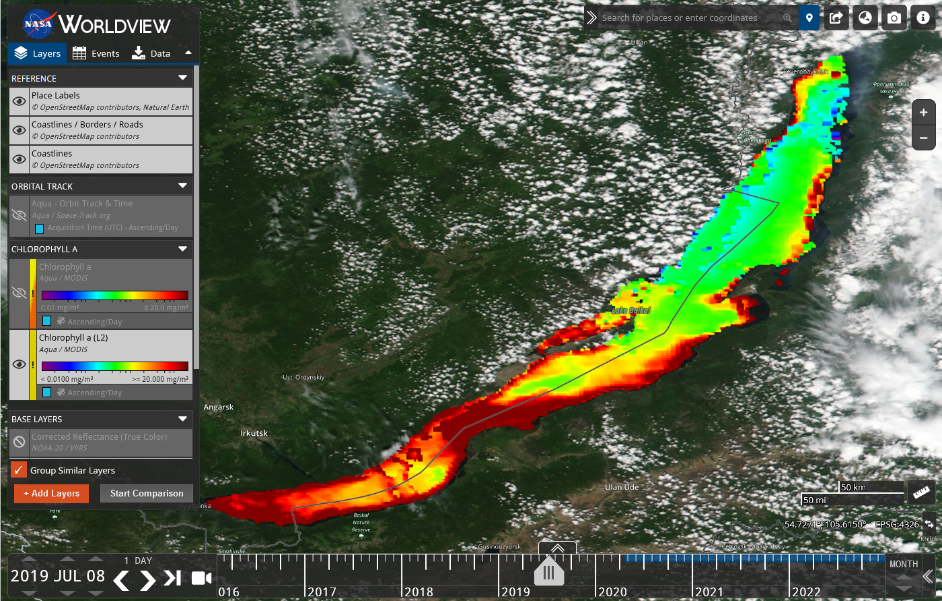 NASA WORLDVIEW
Search for places or enter coordinates
Layers Events Data
REFERENCE
Place Labels
© OpenStreetMap contributors, Natural Earth
Coastlines / Borders / Roads
© OpenStreetMap contributors
Coastlines
© OpenStreetMap contributors
ORBITAL TRACK
Aqua - Orbit Track & Time
Aqua / Space-Track.org
Acquisition Time (UTC) - Ascending/Day
CHLOROPHYLL A
Chlorophyll a
Aqua / MODIS
0.01 mg/m³ ≥ 20.0 mg/m³
Ascending/Day
Chlorophyll a (L2)
Aqua / MODIS
< 0.0100 mg/m³ >= 20.000 mg/m³
Ascending/Day
BASE LAYERS
Corrected Reflectance (True Color)
NOAA-20 / VIIRS
Group Similar Layers
+ Add Layers Start Comparison
Lake Baikal
Ust Ordynskiy
Angarsk
Irkutsk
Ulan Ude
Baikal
Nature
Reserve
Gusinoozyorsk
50 km
50 mi
EPSG:4326
2019 JUL 08
1 DAY
016 2017 2018 2019 2020 2021 2022
MONTH